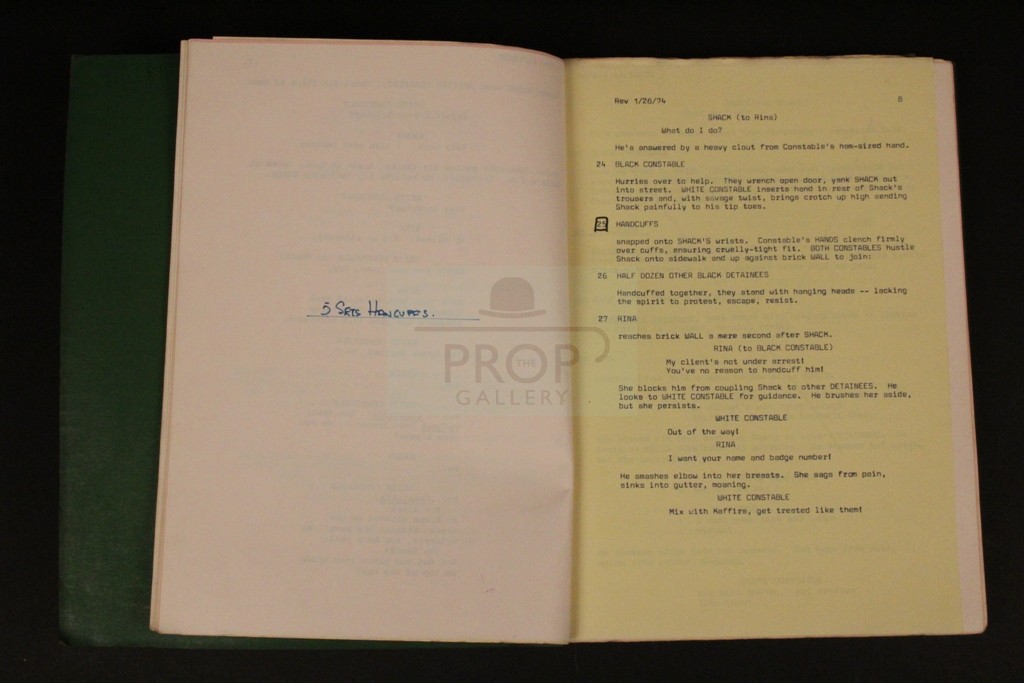 5 Sets Handcuffs.
Rev 1/28/74
8
SHACK (to Rina)
What do I do?
He's answered by a heavy clout from Constable's ham-sized hand.
24 BLACK CONSTABLE
Hurries over to help. They wrench open door, yank SHACK out
into street. WHITE CONSTABLE inserts hand in rear of Shack's
trousers and, with savage twist, brings crotch up high sending
Shack painfully to his tip toes.
25 HANDCUFFS
snapped onto SHACK'S wrists. Constable's HANDS clench firmly
over cuffs, ensuring cruelly-tight fit. BOTH CONSTABLES hustle
Shack onto sidewalk and up against brick WALL to join:
26 HALF DOZEN OTHER BLACK DETAINEES
Handcuffed together, they stand with hanging heads -- lacking
the spirit to protest, escape, resist.
27 RINA
reaches brick WALL a mere second after SHACK.
RINA (to BLACK CONSTABLE)
My client's not under arrest!
You've no reason to handcuff him!
She blocks him from coupling Shack to other DETAINEES. He
looks to WHITE CONSTABLE for guidance. He brushes her aside,
but she persists.
WHITE CONSTABLE
Out of the way!
RINA
I want your name and badge number!
He smashes elbow into her breasts. She sags from pain,
sinks into gutter, moaning.
WHITE CONSTABLE
Mix with Kaffirs, get treated like them!
THE
PROP
GALLERY